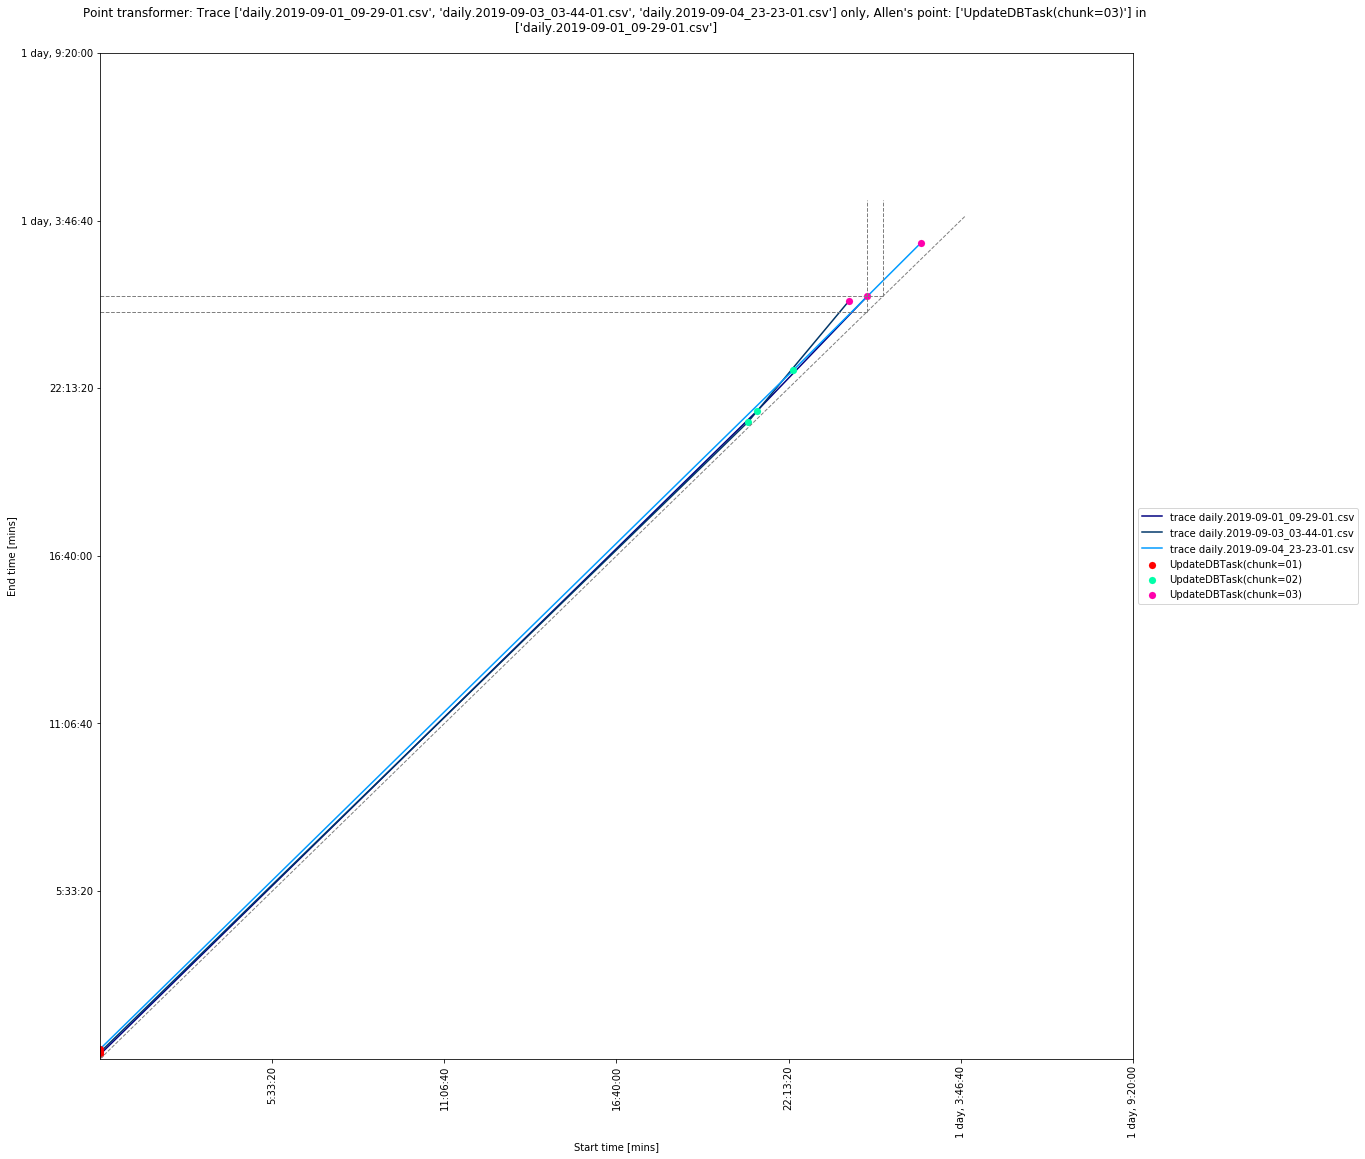 Point transformer: Trace ['daily.2019-09-01_09-29-01.csv', 'daily.2019-09-03_03-44-01.csv', 'daily.2019-09-04_23-23-01.csv'] only, Allen's point: ['UpdateDBTask(chunk=03)'] in
['daily.2019-09-01_09-29-01.csv']
1 day, 9:20:00
1 day, 3:46:40
22:13:20
16:40:00
11:06:40
5:33:20
End time [mins]
trace daily.2019-09-01_09-29-01.csv
trace daily.2019-09-03_03-44-01.csv
trace daily.2019-09-04_23-23-01.csv
UpdateDBTask(chunk=01)
UpdateDBTask(chunk=02)
UpdateDBTask(chunk=03)
5:33:20
11:06:40
16:40:00
22:13:20
1 day, 3:46:40
1 day, 9:20:00
Start time [mins]